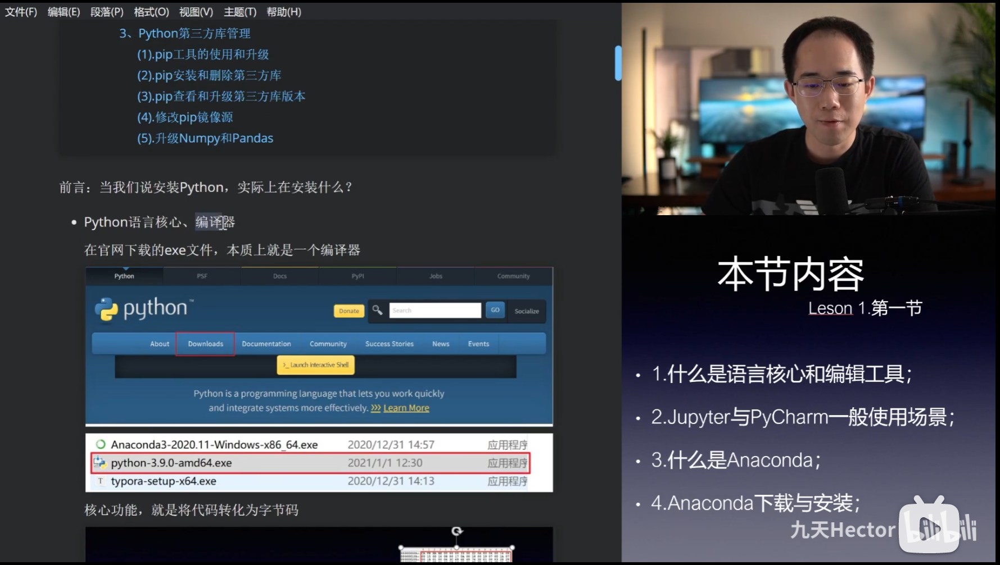 文件(F) 编辑(E) 段落(P) 格式(O) 视图(V) 主题(T) 帮助(H)
3、Python第三方库管理
(1).pip工具的使用和升级
(2).pip安装和删除第三方库
(3).pip查看和升级第三方库版本
(4).修改pip镜像源
(5).升级Numpy和Pandas
前言：当我们说安装Python，实际上在安装什么？
Python语言核心、编译器
在官网下载的exe文件，本质上就是一个编译器
Python PSF Docs PyPI Jobs Community
python™ Donate Search GO Socialize
About Downloads Documentation Community Success Stories News Events
>_ Launch Interactive Shell
Python is a programming language that lets you work quickly
and integrate systems more effectively. >>> Learn More
Anaconda3-2020.11-Windows-x86_64.exe 2020/12/31 14:57 应用程序
python-3.9.0-amd64.exe 2021/1/1 12:30 应用程序
typora-setup-x64.exe 2020/12/31 14:13 应用程序
核心功能，就是将代码转化为字节码
本节内容
Leson 1.第一节
• 1.什么是语言核心和编辑工具；
• 2.Jupyter与PyCharm一般使用场景；
• 3.什么是Anaconda；
• 4.Anaconda下载与安装；
九天Hector bilibili